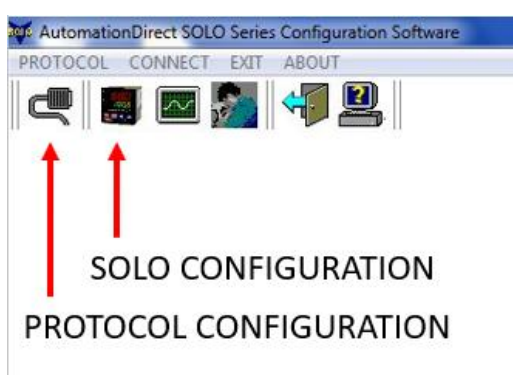 AutomationDirect SOLO Series Configuration Software
PROTOCOL CONNECT EXIT ABOUT
SOLO CONFIGURATION
PROTOCOL CONFIGURATION